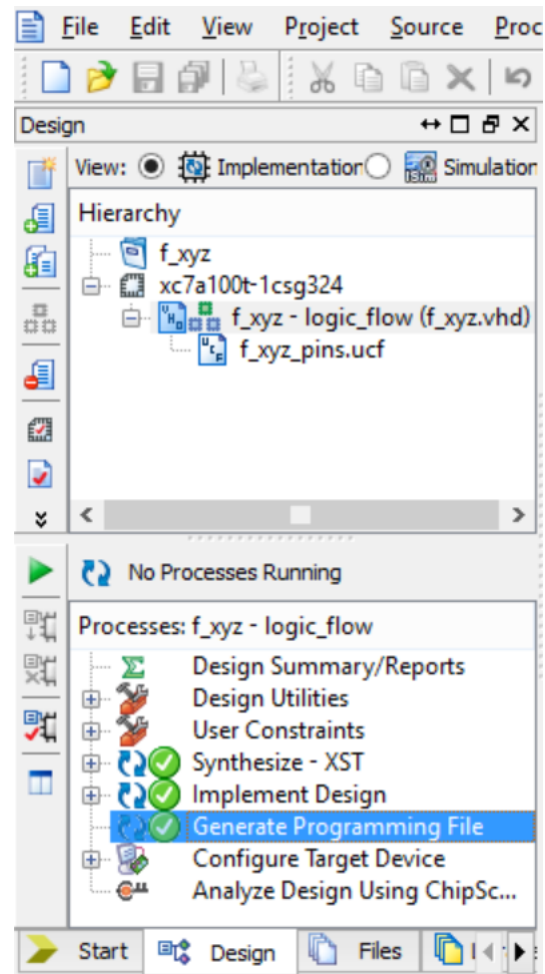 File Edit View Project Source Proc
Design
View: Implementation Simulation
Hierarchy
f_xyz
xc7a100t-1csg324
f_xyz - logic_flow (f_xyz.vhd)
f_xyz_pins.ucf
No Processes Running
Processes: f_xyz - logic_flow
Design Summary/Reports
Design Utilities
User Constraints
Synthesize - XST
Implement Design
Generate Programming File
Configure Target Device
Analyze Design Using ChipSc...
Start Design Files